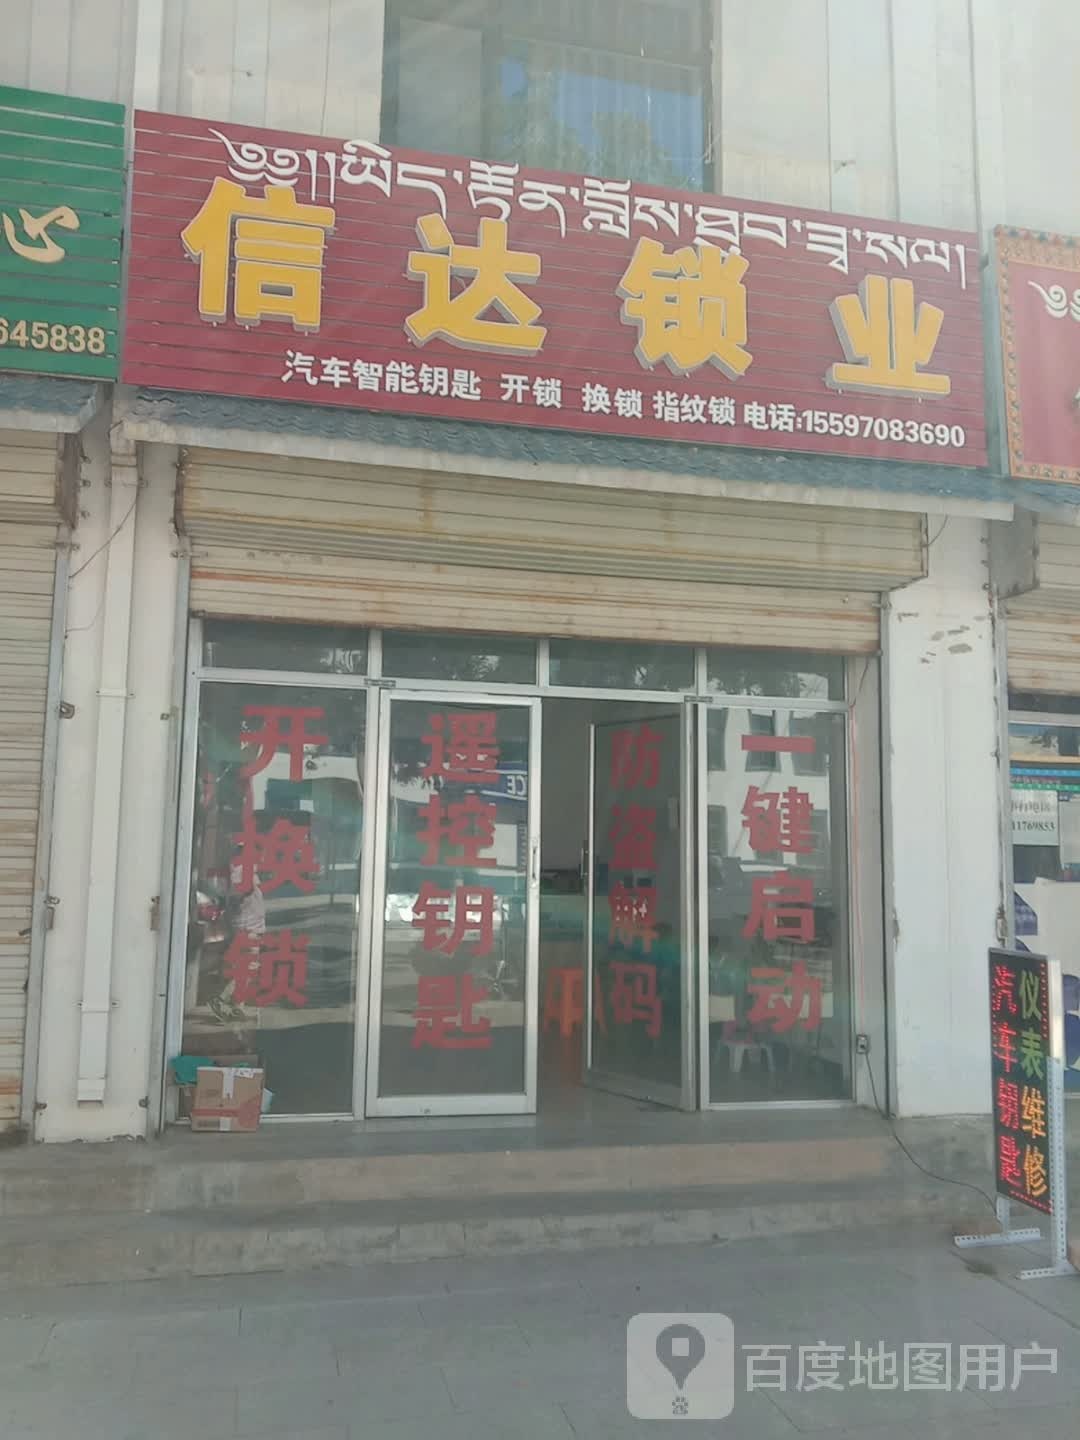 心
645838
信达锁业
汽车智能钥匙 开锁 换锁 指纹锁 电话:15597083690
开换锁
遥控钥匙
防盗解码
一键启动
11769853
汽车钥匙
仪表维修
百度地图用户